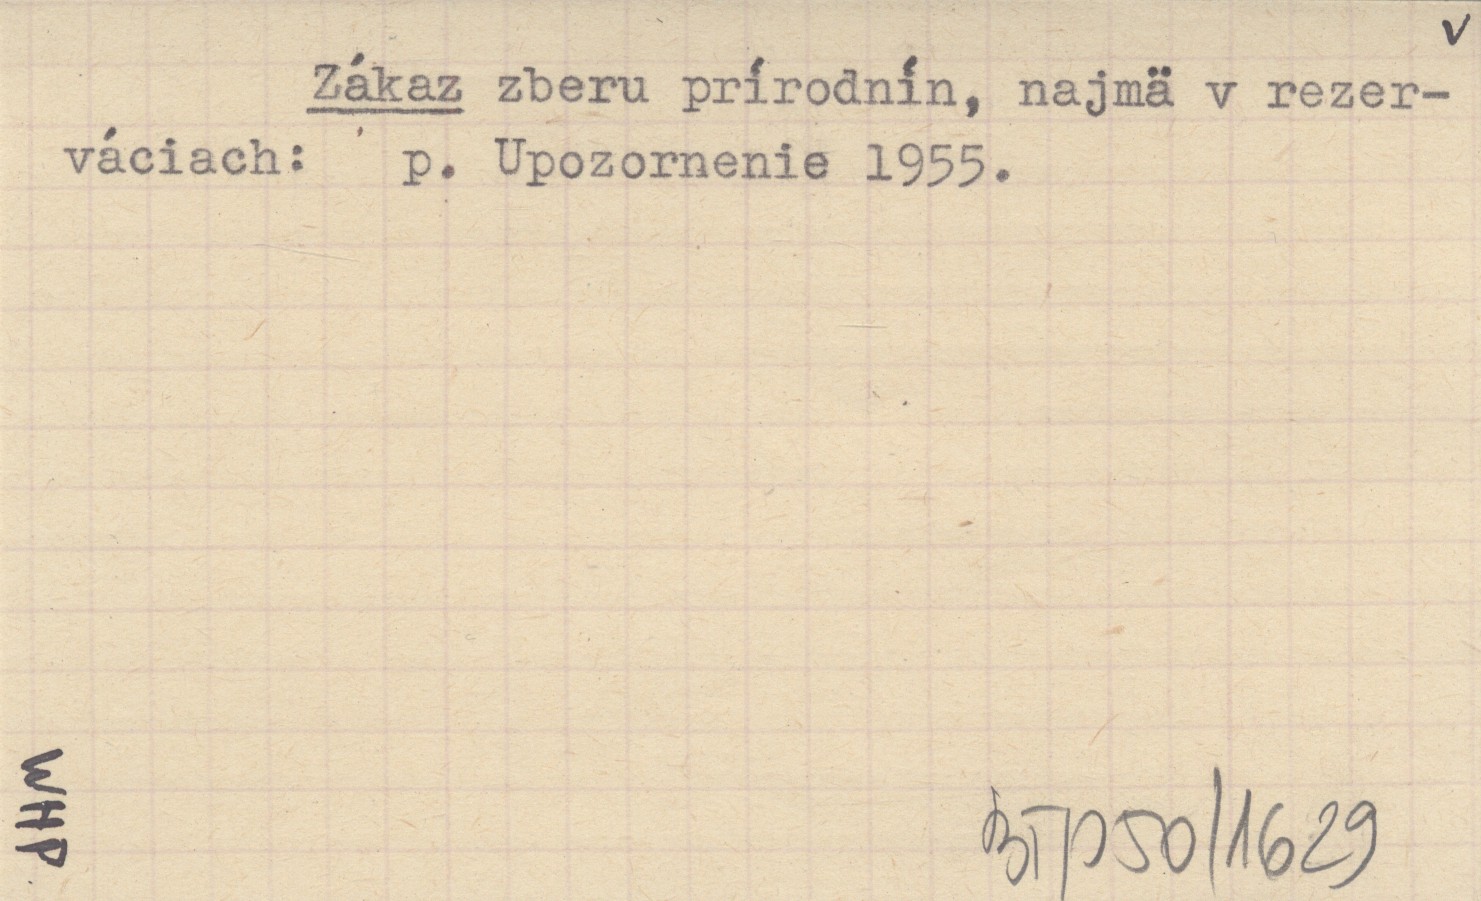 v
Zákaz zberu prírodnín, najmä v rezer-
váciach: p. Upozornenie 1955.
WHP
BTP50/1629